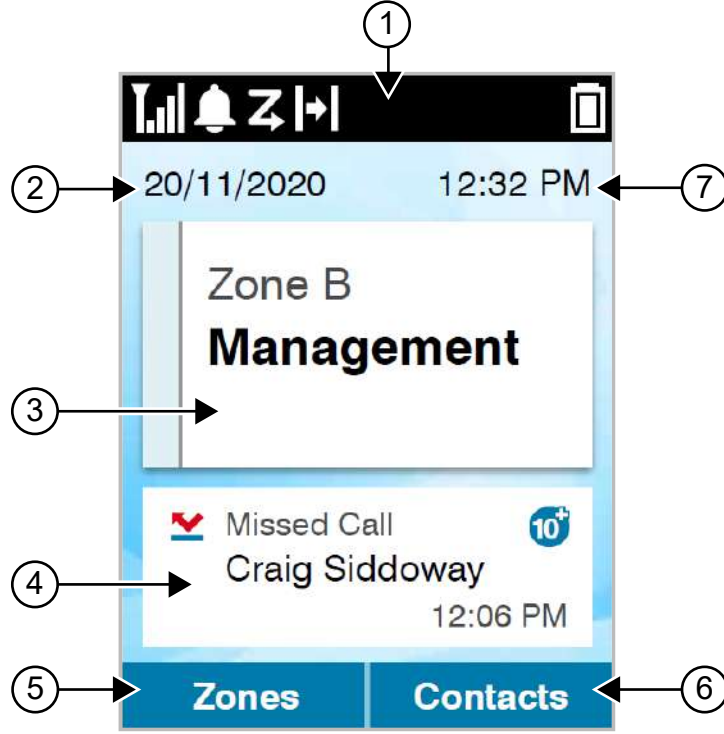 1
2 20/11/2020 12:32 PM 7
Zone B
Management
3
Missed Call 10+
Craig Siddoway
4
12:06 PM
5 Zones Contacts 6